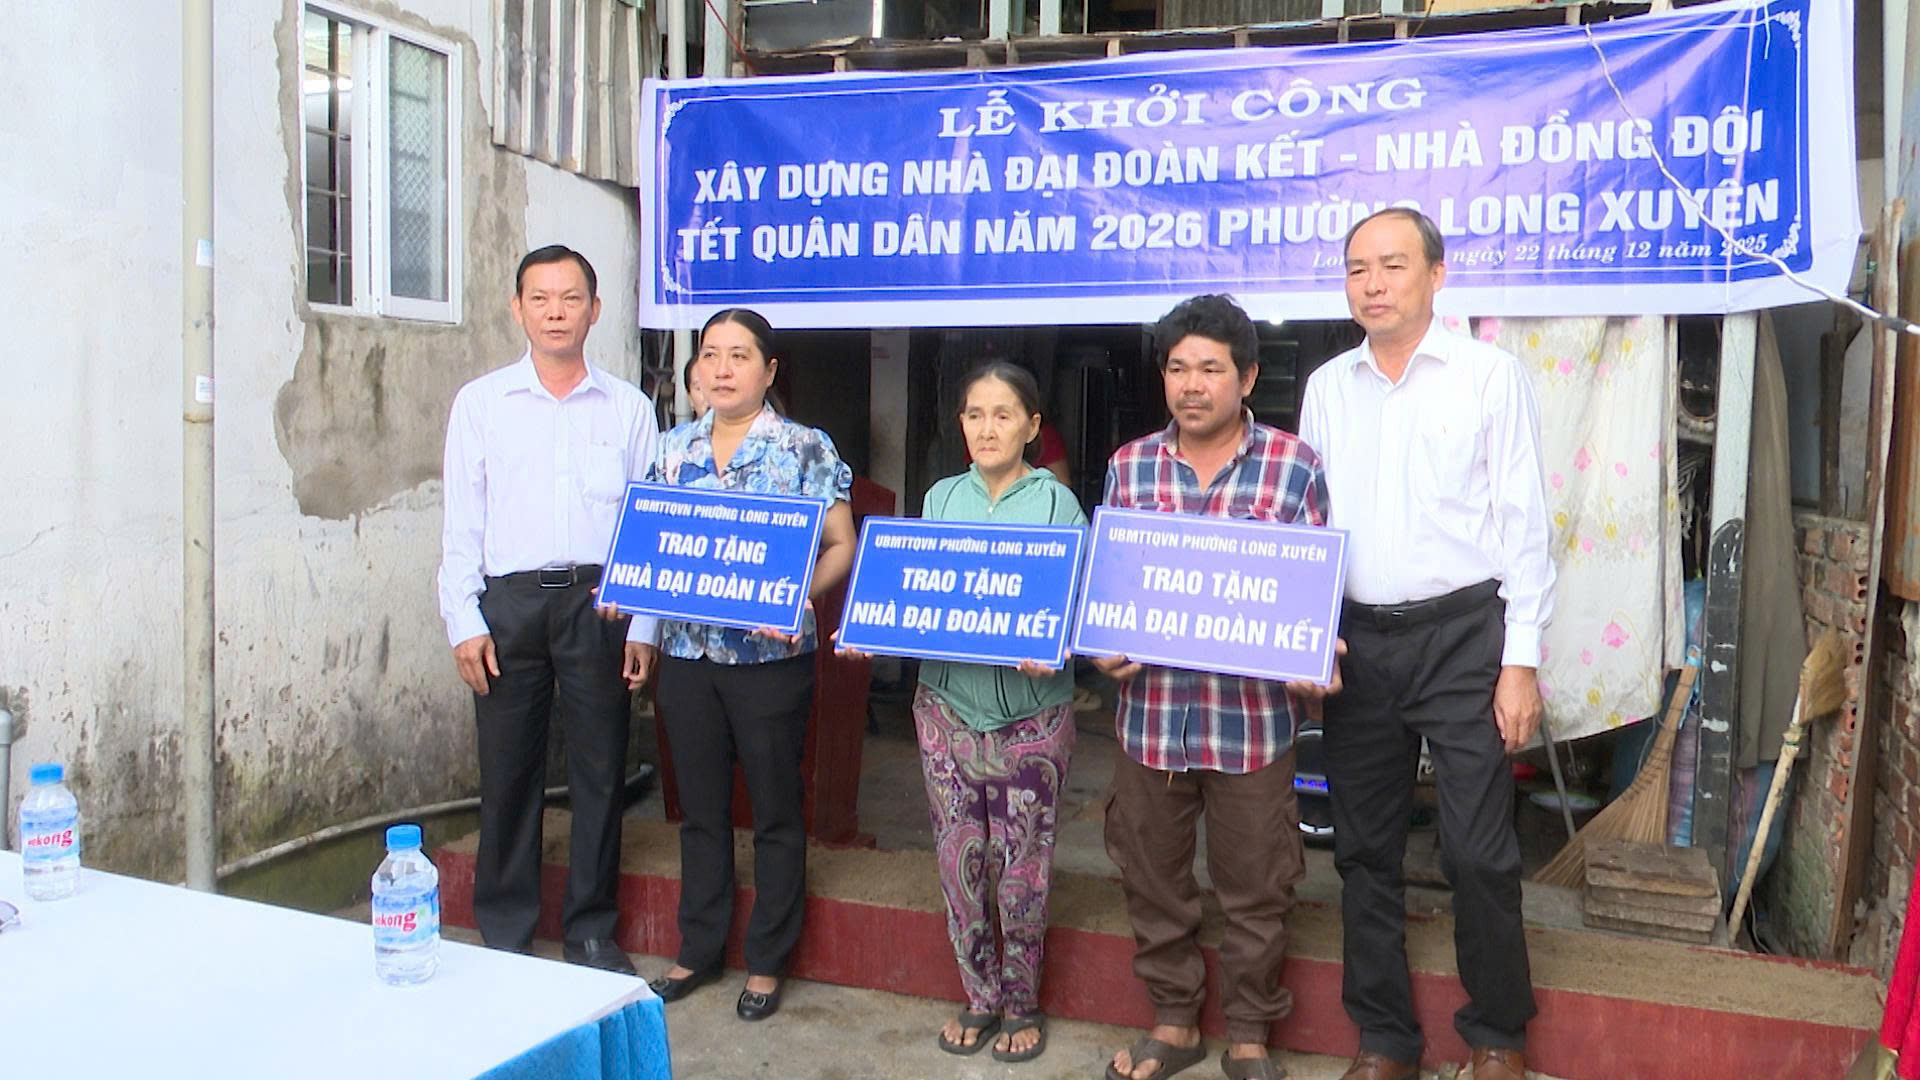 LỄ KHỞI CÔNG
XÂY DỰNG NHÀ ĐẠI ĐOÀN KẾT - NHÀ ĐỒNG ĐỘI
TẾT QUÂN DÂN NĂM 2026 PHƯỜNG LONG XUYÊN
ngày 22 tháng 12 năm 2025
UBMTTQVN PHƯỜNG LONG XUYÊN
TRAO TẶNG
NHÀ ĐẠI ĐOÀN KẾT
UBMTTQVN PHƯỜNG LONG XUYÊN
TRAO TẶNG
NHÀ ĐẠI ĐOÀN KẾT
UBMTTQVN PHƯỜNG LONG XUYÊN
TRAO TẶNG
NHÀ ĐẠI ĐOÀN KẾT